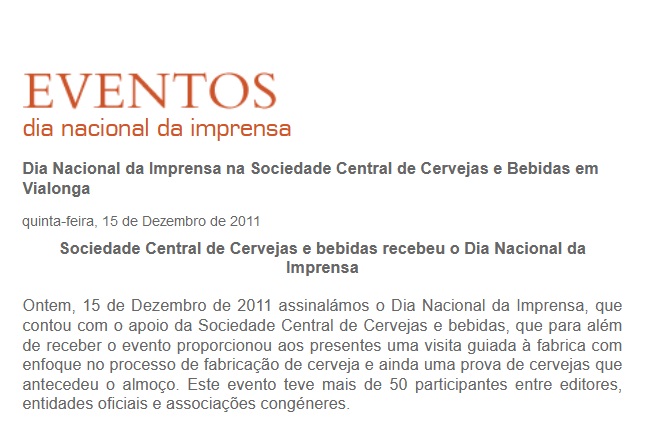 EVENTOS
dia nacional da imprensa
Dia Nacional da Imprensa na Sociedade Central de Cervejas e Bebidas em
Vialonga
quinta-feira, 15 de Dezembro de 2011
Sociedade Central de Cervejas e bebidas recebeu o Dia Nacional da
Imprensa
Ontem, 15 de Dezembro de 2011 assinalámos o Dia Nacional da Imprensa, que
contou com o apoio da Sociedade Central de Cervejas e bebidas, que para além
de receber o evento proporcionou aos presentes uma visita guiada à fabrica com
enfoque no processo de fabricação de cerveja e ainda uma prova de cervejas que
antecedeu o almoço. Este evento teve mais de 50 participantes entre editores,
entidades oficiais e associações congéneres.